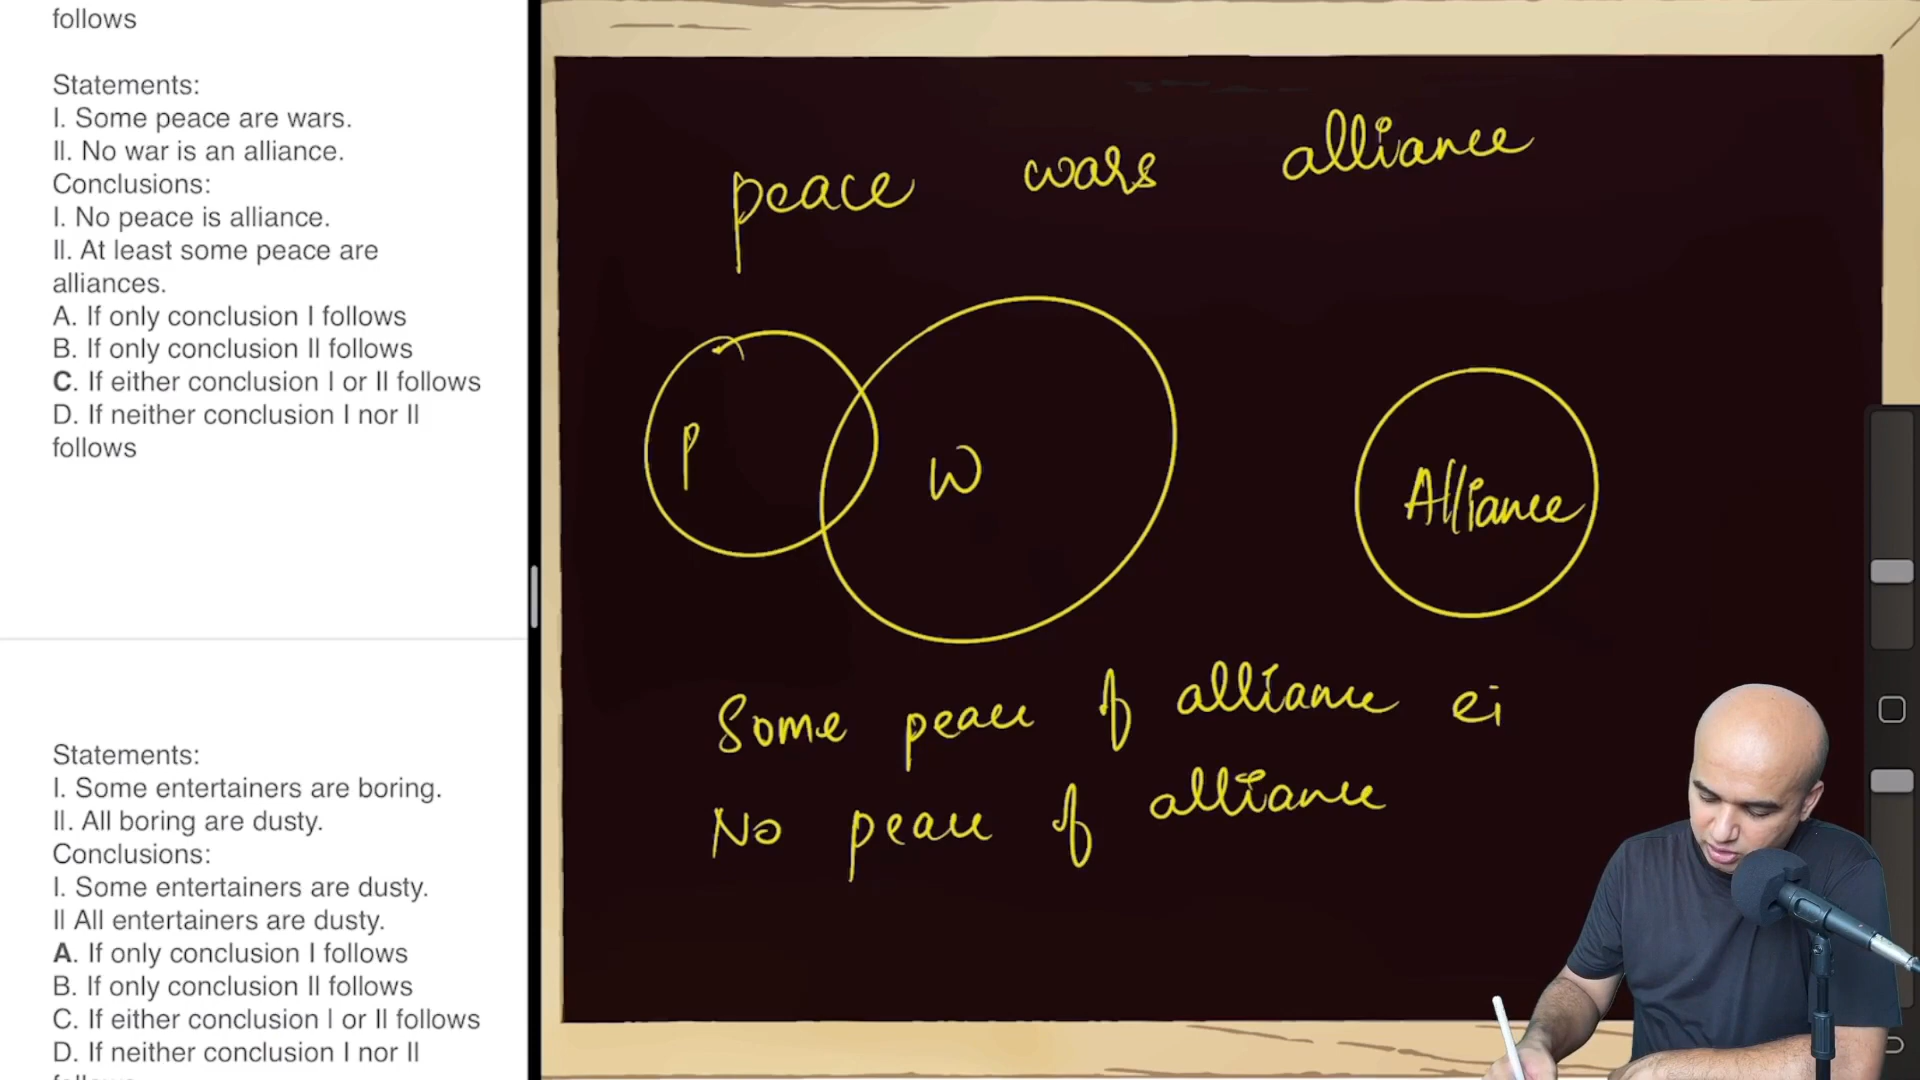 follows
Statements:
I. Some peace are wars.
II. No war is an alliance.
Conclusions:
I. No peace is alliance.
II. At least some peace are
alliances.
A. If only conclusion I follows
B. If only conclusion II follows
C. If either conclusion I or II follows
D. If neither conclusion I nor II
follows
Statements:
I. Some entertainers are boring.
II. All boring are dusty.
Conclusions:
I. Some entertainers are dusty.
II All entertainers are dusty.
A. If only conclusion I follows
B. If only conclusion II follows
C. If either conclusion I or II follows
D. If neither conclusion I nor II
follows
peace wars alliance
P W Alliance
Some peace of alliance ei
No peace of alliance